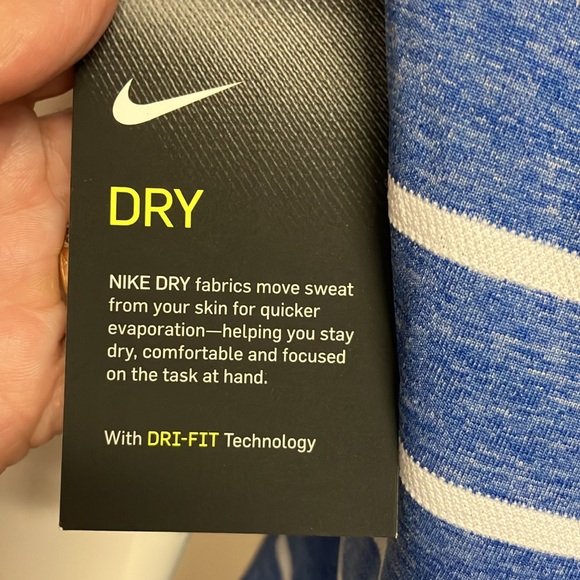 DRY
NIKE DRY fabrics move sweat
from your skin for quicker
evaporation—helping you stay
dry, comfortable and focused
on the task at hand.
With DRI-FIT Technology